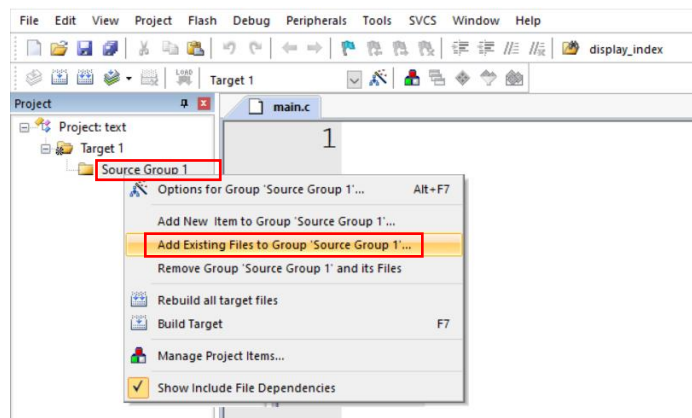 File Edit View Project Flash Debug Peripherals Tools SVCS Window Help
display_index
LOAD Target 1
Project
main.c
Project: text
Target 1
Source Group 1
1
Options for Group 'Source Group 1'... Alt+F7
Add New Item to Group 'Source Group 1'...
Add Existing Files to Group 'Source Group 1'...
Remove Group 'Source Group 1' and its Files
Rebuild all target files
Build Target F7
Manage Project Items...
Show Include File Dependencies